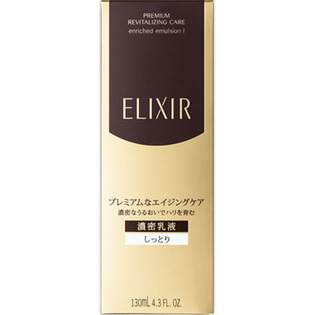 PREMIUM
REVITALIZING CARE
enriched emulsion I
ELIXIR
プレミアムなエイジングケア
濃密なうるおいでハリを育む
濃密乳液
しっとり
130mL 4.3 FL. OZ.